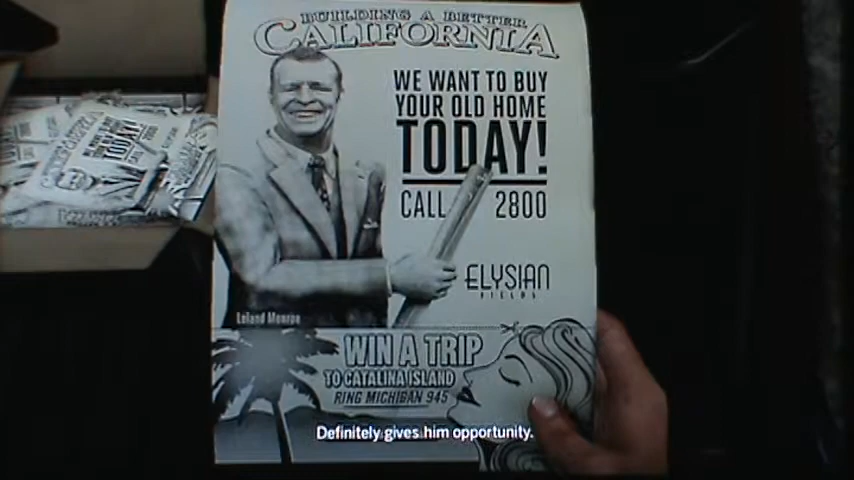 BUILDING A BETTER
CALIFORNIA
WE WANT TO BUY
YOUR OLD HOME
TODAY!
CALL 2800
ELYSIAN
FIELDS
Leland Monroe
WIN A TRIP
TO CATALINA ISLAND
RING MICHIGAN 945
Definitely gives him opportunity.
TODAY!